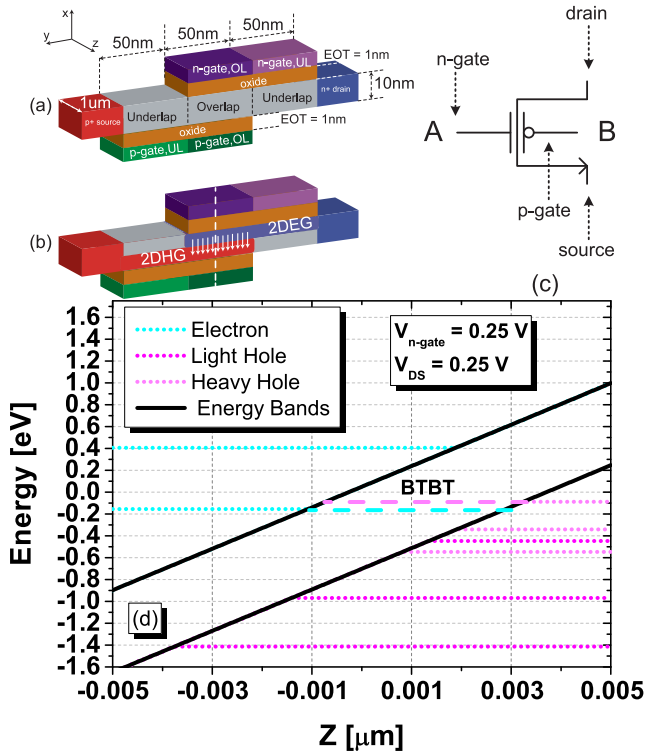 x
y
z
50nm
50nm
50nm
n-gate,OL
n-gate,UL
EOT = 1nm
oxide
n+ drain
10nm
(a)
1um
p+ source
Underlap
Overlap
Underlap
oxide
EOT = 1nm
p-gate,UL
p-gate,OL
(b)
2DHG
2DEG
drain
n-gate
A
B
p-gate
source
(c)
Electron
Light Hole
Heavy Hole
Energy Bands
V n-gate = 0.25 V
V DS = 0.25 V
BTBT
(d)
Energy [eV]
1.6
1.4
1.2
1.0
0.8
0.6
0.4
0.2
0.0
-0.2
-0.4
-0.6
-0.8
-1.0
-1.2
-1.4
-1.6
-0.005
-0.003
-0.001
0.001
0.003
0.005
Z [μm]